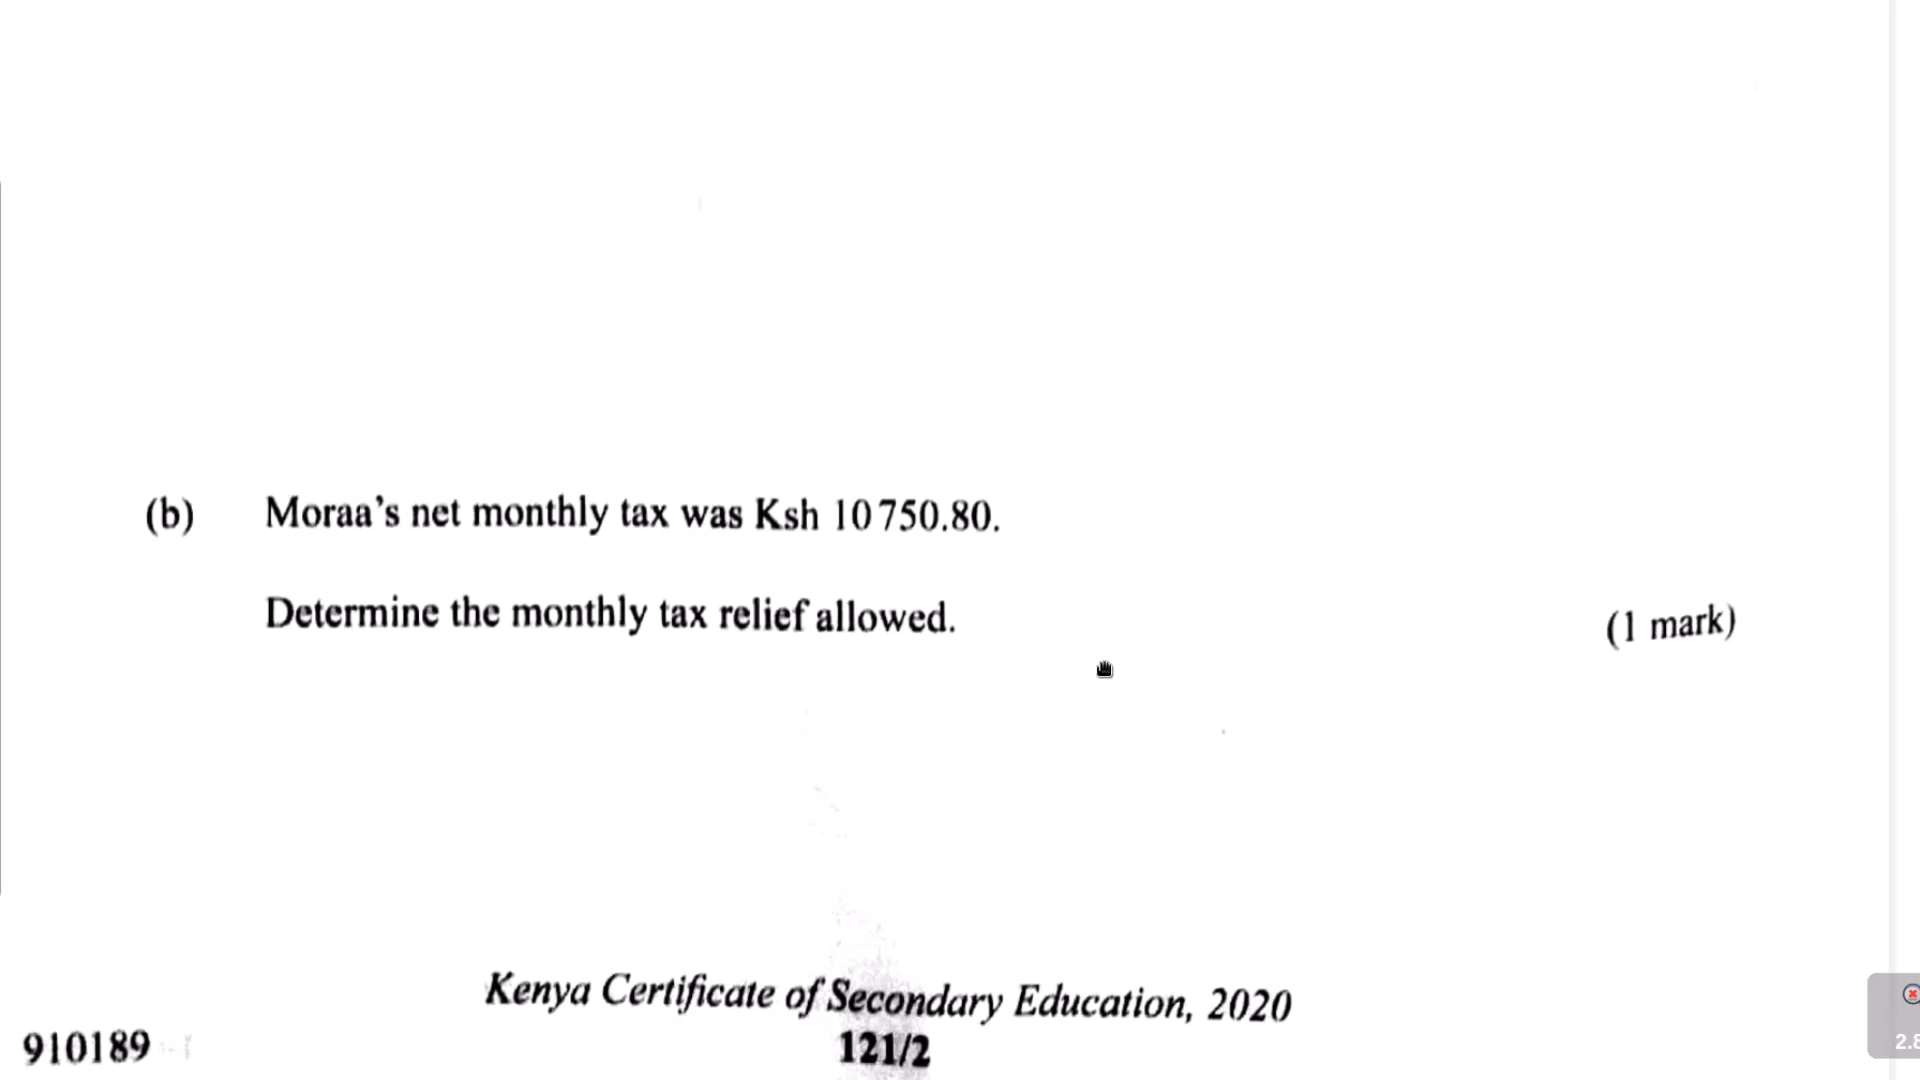 (b) Moraa's net monthly tax was Ksh 10 750.80.
Determine the monthly tax relief allowed. (1 mark)
Kenya Certificate of Secondary Education, 2020
910189 121/2